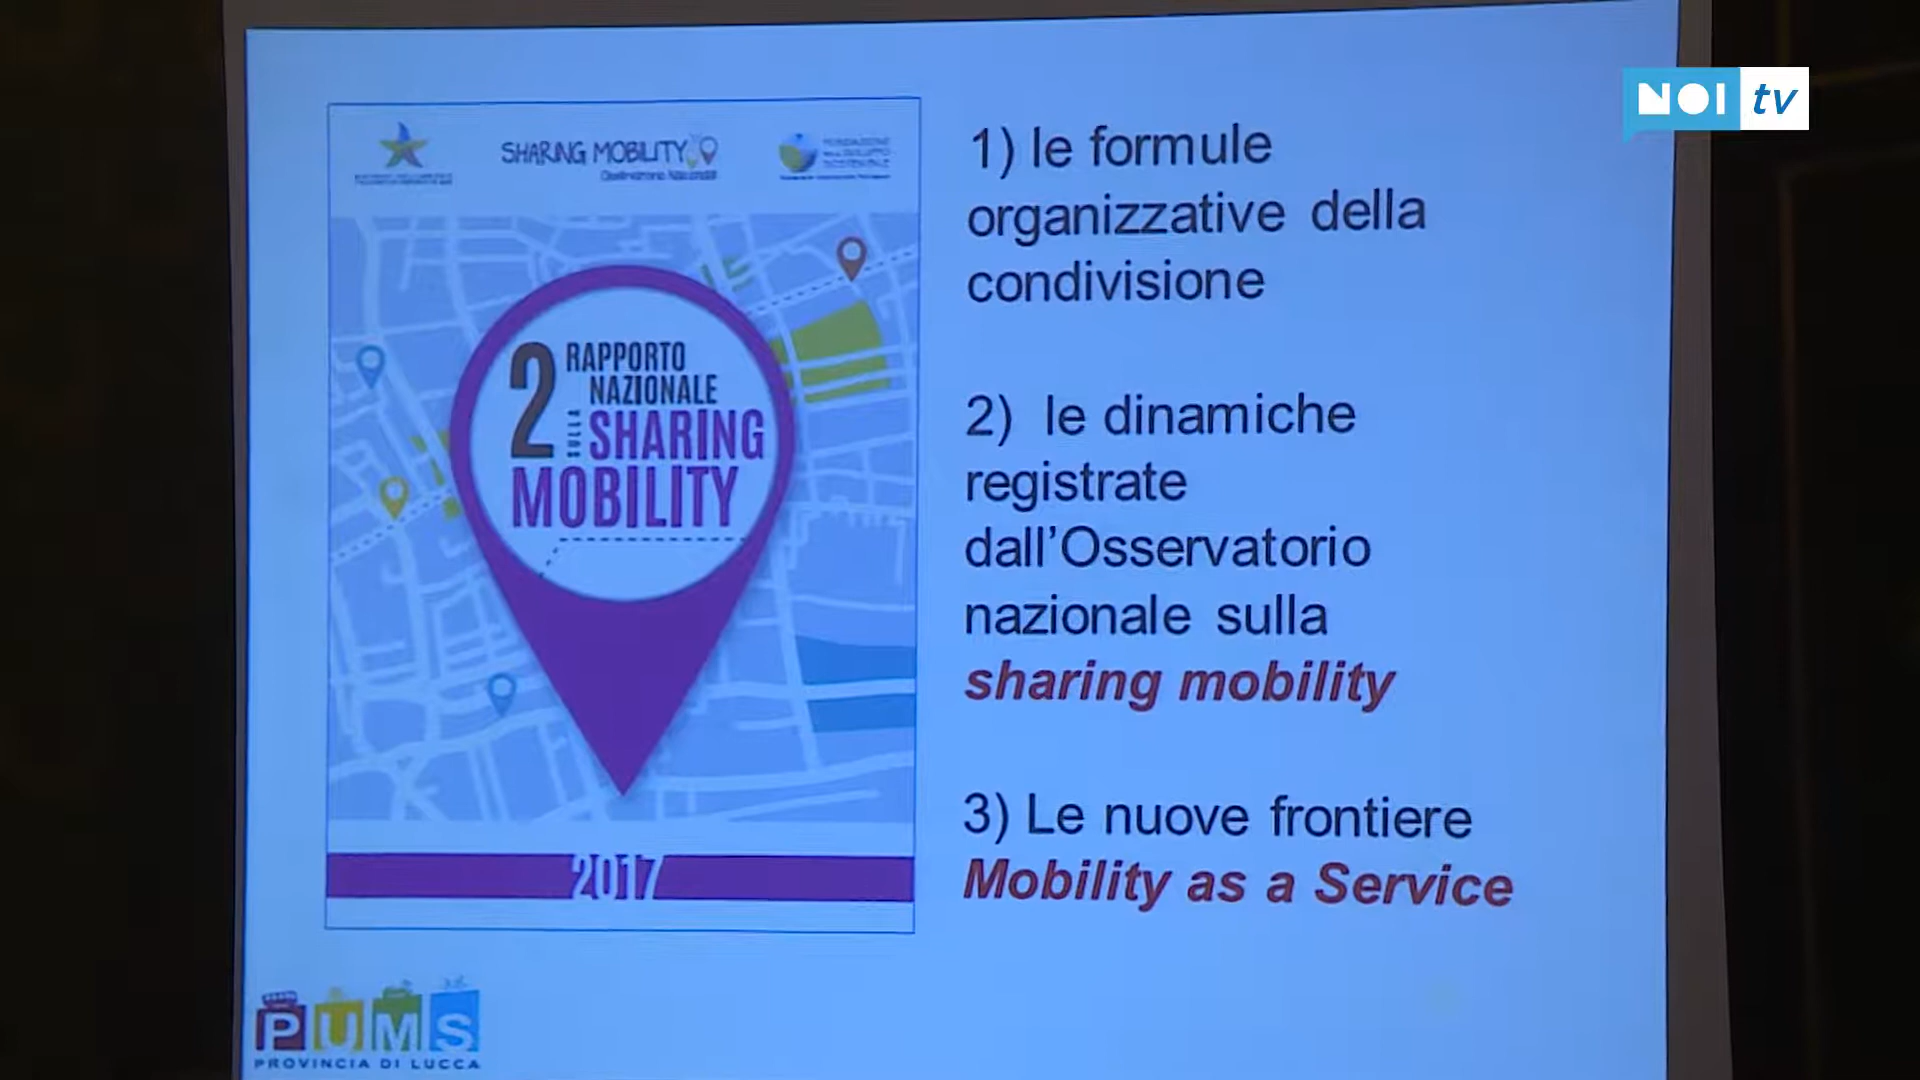 NOI tv
SHARING MOBILITY
Osservatorio Nazionale
1) le formule
organizzative della
condivisione
2 RAPPORTO
NAZIONALE
SULLA SHARING
MOBILITY
2) le dinamiche
registrate
dall'Osservatorio
nazionale sulla
sharing mobility
3) Le nuove frontiere
Mobility as a Service
2017
PUMS
PROVINCIA DI LUCCA